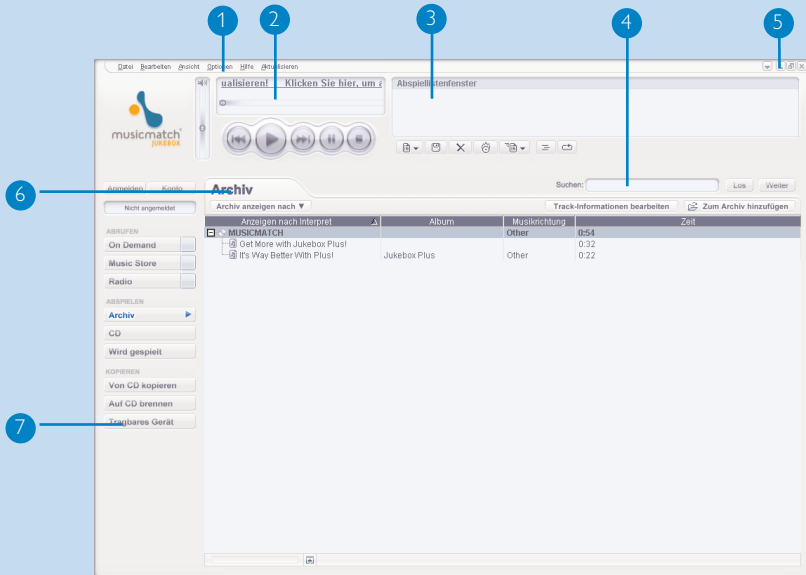 1 2 3 4 5
Datei Bearbeiten Ansicht Optionen Hilfe Aktualisieren
ualisieren! Klicken Sie hier, um
Abspiellistenfenster
musicmatch
JUKEBOX
6
Anmelden Konto
Archiv
Suchen: Los Weiter
Nicht angemeldet
Archiv anzeigen nach ▼ Track-Informationen bearbeiten Zum Archiv hinzufügen
Anzeigen nach Interpret Album Musikrichtung Zeit
MUSICMATCH Other 0:54
Get More with Jukebox Plus! 0:32
It's Way Better With Plus! Jukebox Plus Other 0:22
ABRUFEN
On Demand
Music Store
Radio
ABSPIELEN
Archiv
CD
Wird gespielt
KOPIEREN
Von CD kopieren
Auf CD brennen
7
Tragbares Gerät